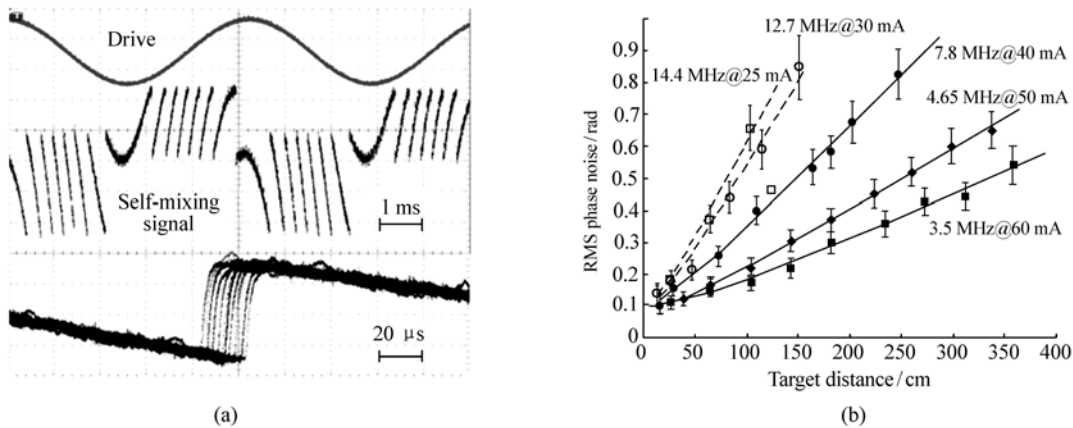 Drive
Self-mixing
signal
1 ms
20 μs
(a)
12.7 MHz@30 mA
14.4 MHz@25 mA
7.8 MHz@40 mA
4.65 MHz@50 mA
3.5 MHz@60 mA
RMS phase noise / rad
0.9
0.8
0.7
0.6
0.5
0.4
0.3
0.2
0.1
0
0 50 100 150 200 250 300 350 400
Target distance / cm
(b)